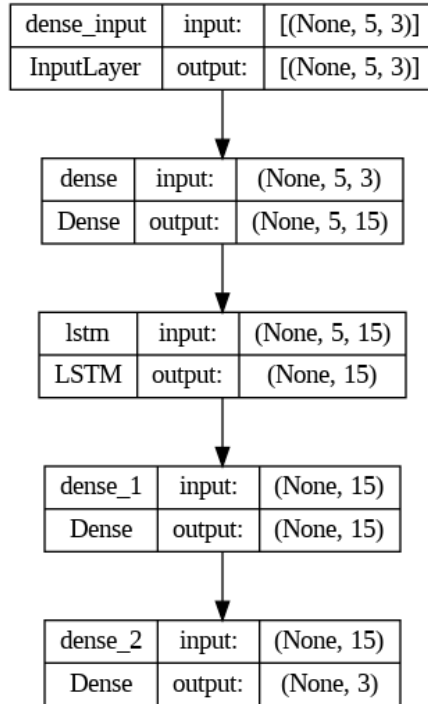 dense_input input: [(None, 5, 3)]
InputLayer output: [(None, 5, 3)]
dense input: (None, 5, 3)
Dense output: (None, 5, 15)
lstm input: (None, 5, 15)
LSTM output: (None, 15)
dense_1 input: (None, 15)
Dense output: (None, 15)
dense_2 input: (None, 15)
Dense output: (None, 3)